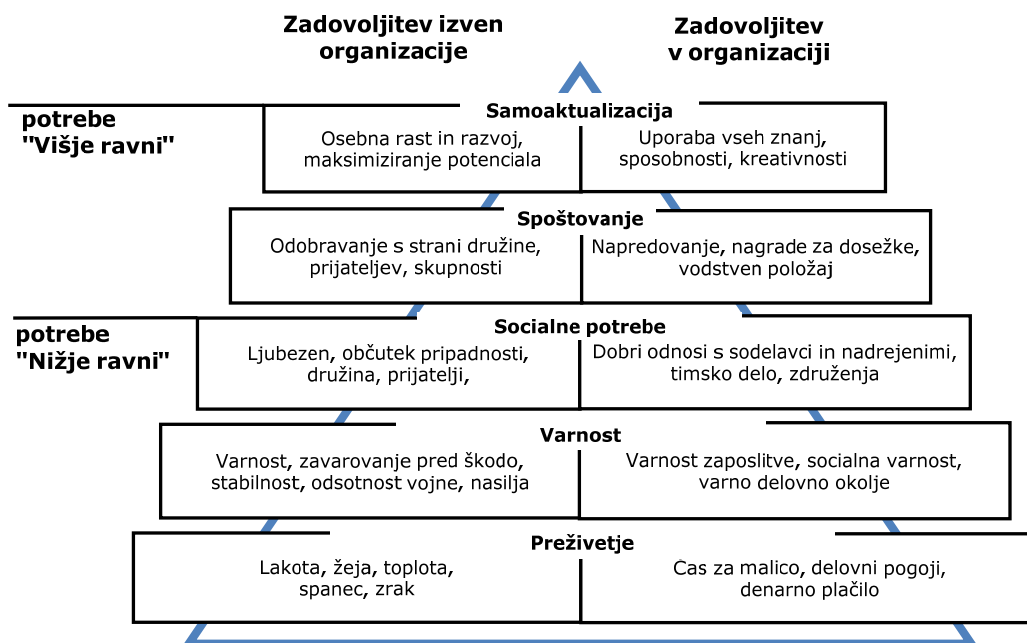 Zadovoljitev izven
organizacije
Zadovoljitev
v organizaciji
potrebe
"Višje ravni"
Samoaktualizacija
Osebna rast in razvoj,
maksimiziranje potenciala
Uporaba vseh znanj,
sposobnosti, kreativnosti
Spoštovanje
Odobravanje s strani družine,
prijateljev, skupnosti
Napredovanje, nagrade za dosežke,
vodstven položaj
potrebe
"Nižje ravni"
Socialne potrebe
Ljubezen, občutek pripadnosti,
družina, prijatelji,
Dobri odnosi s sodelavci in nadrejenimi,
timsko delo, združenja
Varnost
Varnost, zavarovanje pred škodo,
stabilnost, odsotnost vojne, nasilja
Varnost zaposlitve, socialna varnost,
varno delovno okolje
Preživetje
Lakota, žeja, toplota,
spanec, zrak
Čas za malico, delovni pogoji,
denarno plačilo